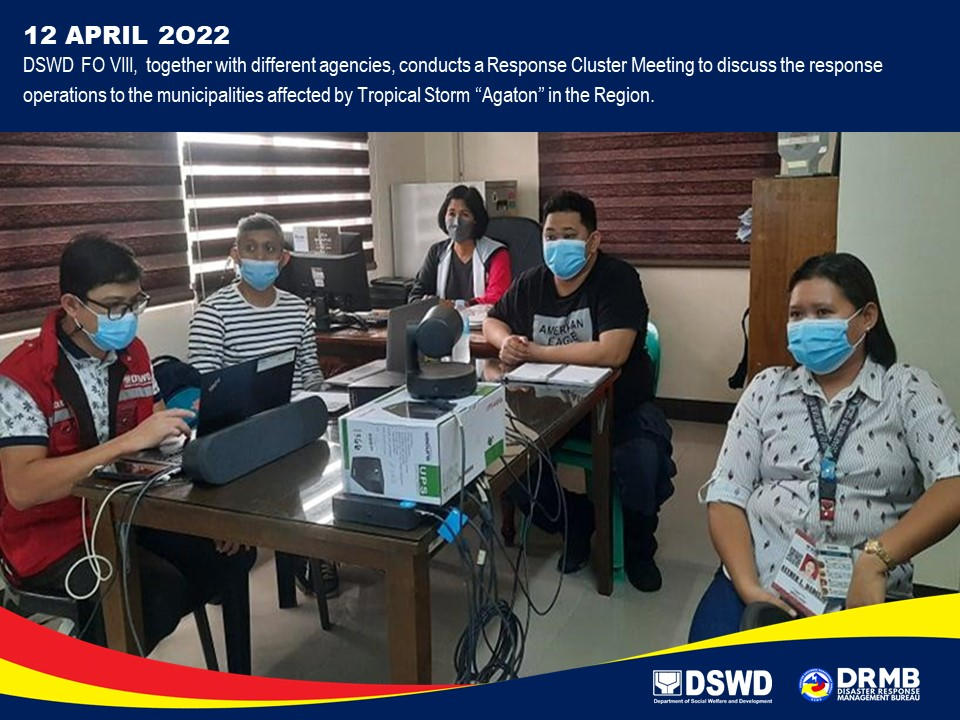 12 APRIL 2022
DSWD FO VIII, together with different agencies, conducts a Response Cluster Meeting to discuss the response
operations to the municipalities affected by Tropical Storm “Agaton” in the Region.
DSWD
AMERICAN
EAGLE
UPS
DSWD
Department of Social Welfare and Development
DRMB
DISASTER RESPONSE
MANAGEMENT BUREAU